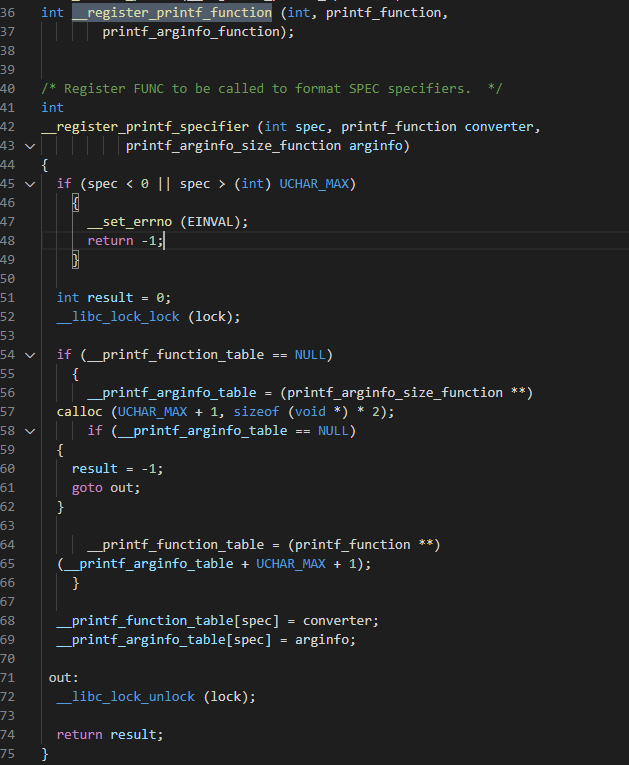 36 int __register_printf_function (int, printf_function,
37 printf_arginfo_function);
38
39
40 /* Register FUNC to be called to format SPEC specifiers.  */
41 int
42 __register_printf_specifier (int spec, printf_function converter,
43 printf_arginfo_size_function arginfo)
44 {
45   if (spec < 0 || spec > (int) UCHAR_MAX)
46     {
47       __set_errno (EINVAL);
48       return -1;
49     }
50
51   int result = 0;
52   __libc_lock_lock (lock);
53
54   if (__printf_function_table == NULL)
55     {
56       __printf_arginfo_table = (printf_arginfo_size_function **)
57   calloc (UCHAR_MAX + 1, sizeof (void *) * 2);
58       if (__printf_arginfo_table == NULL)
59   {
60     result = -1;
61     goto out;
62   }
63
64       __printf_function_table = (printf_function **)
65   (__printf_arginfo_table + UCHAR_MAX + 1);
66     }
67
68   __printf_function_table[spec] = converter;
69   __printf_arginfo_table[spec] = arginfo;
70
71  out:
72   __libc_lock_unlock (lock);
73
74   return result;
75 }